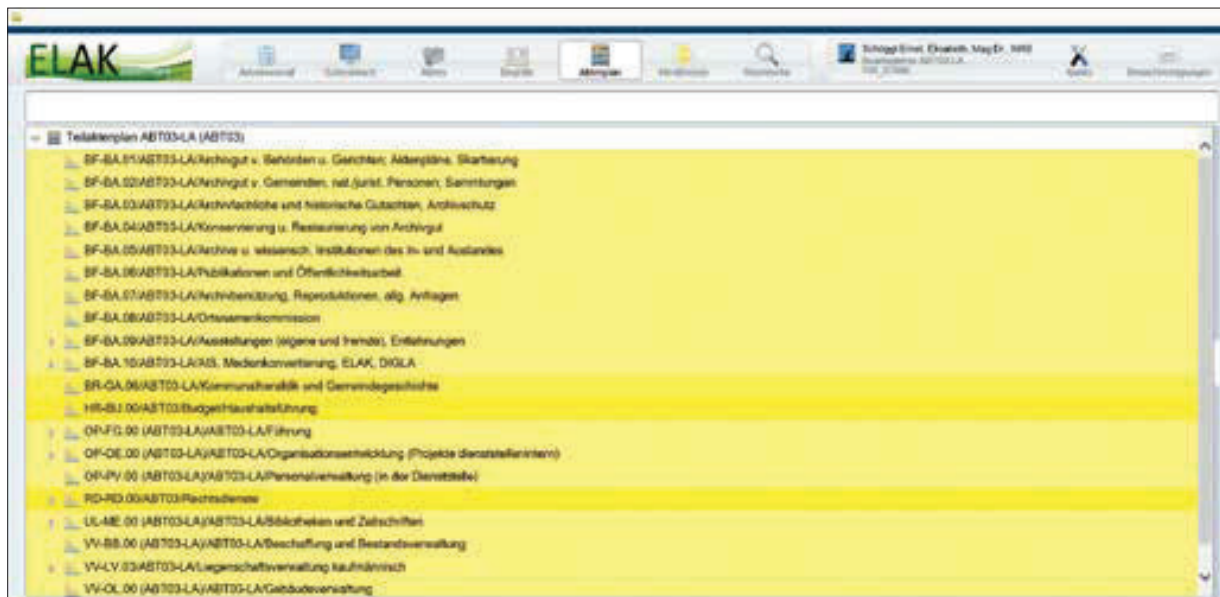 ELAK
Aktenplan
Teilaktenplan ABT03-LA (ABT03)
BF-BA.01/ABT03-LA/Archivgut v. Behörden u. Gerichten; Aktenpläne, Skartierung
BF-BA.02/ABT03-LA/Archivgut v. Gemeinden, nat./jurist. Personen; Sammlungen
BF-BA.03/ABT03-LA/Archivfachliche und historische Gutachten, Archivschutz
BF-BA.04/ABT03-LA/Konservierung u. Restaurierung von Archivgut
BF-BA.05/ABT03-LA/Archive u. wissensch. Institutionen des In- und Auslandes
BF-BA.06/ABT03-LA/Publikationen und Öffentlichkeitsarbeit
BF-BA.07/ABT03-LA/Archivbenützung, Reproduktionen, allg. Anfragen
BF-BA.08/ABT03-LA/Ortsnamenkommission
BF-BA.09/ABT03-LA/Ausstellungen (eigene und fremde), Entlehnungen
BF-BA.10/ABT03-LA/AIS, Medienkonvertierung, ELAK, DIGLA
BR-GA.06/ABT03-LA/Kommunalheraldik und Gemeindegeschichte
HR-BU.00/ABT03/Budget/Haushaltsführung
OP-FG.00 (ABT03-LA)/ABT03-LA/Führung
OP-OE.00 (ABT03-LA)/ABT03-LA/Organisationsentwicklung (Projekte dienststellenintern)
OP-PV.00 (ABT03-LA)/ABT03-LA/Personalverwaltung (in der Dienststelle)
RD-RD.00/ABT03/Rechtsdienste
UL-ME.00 (ABT03-LA)/ABT03-LA/Bibliotheken und Zeitschriften
VV-BB.00 (ABT03-LA)/ABT03-LA/Beschaffung und Bestandsverwaltung
VV-LV.03/ABT03-LA/Liegenschaftsverwaltung kaufmännisch
VV-OL.00 (ABT03-LA)/ABT03-LA/Gebäudeverwaltung